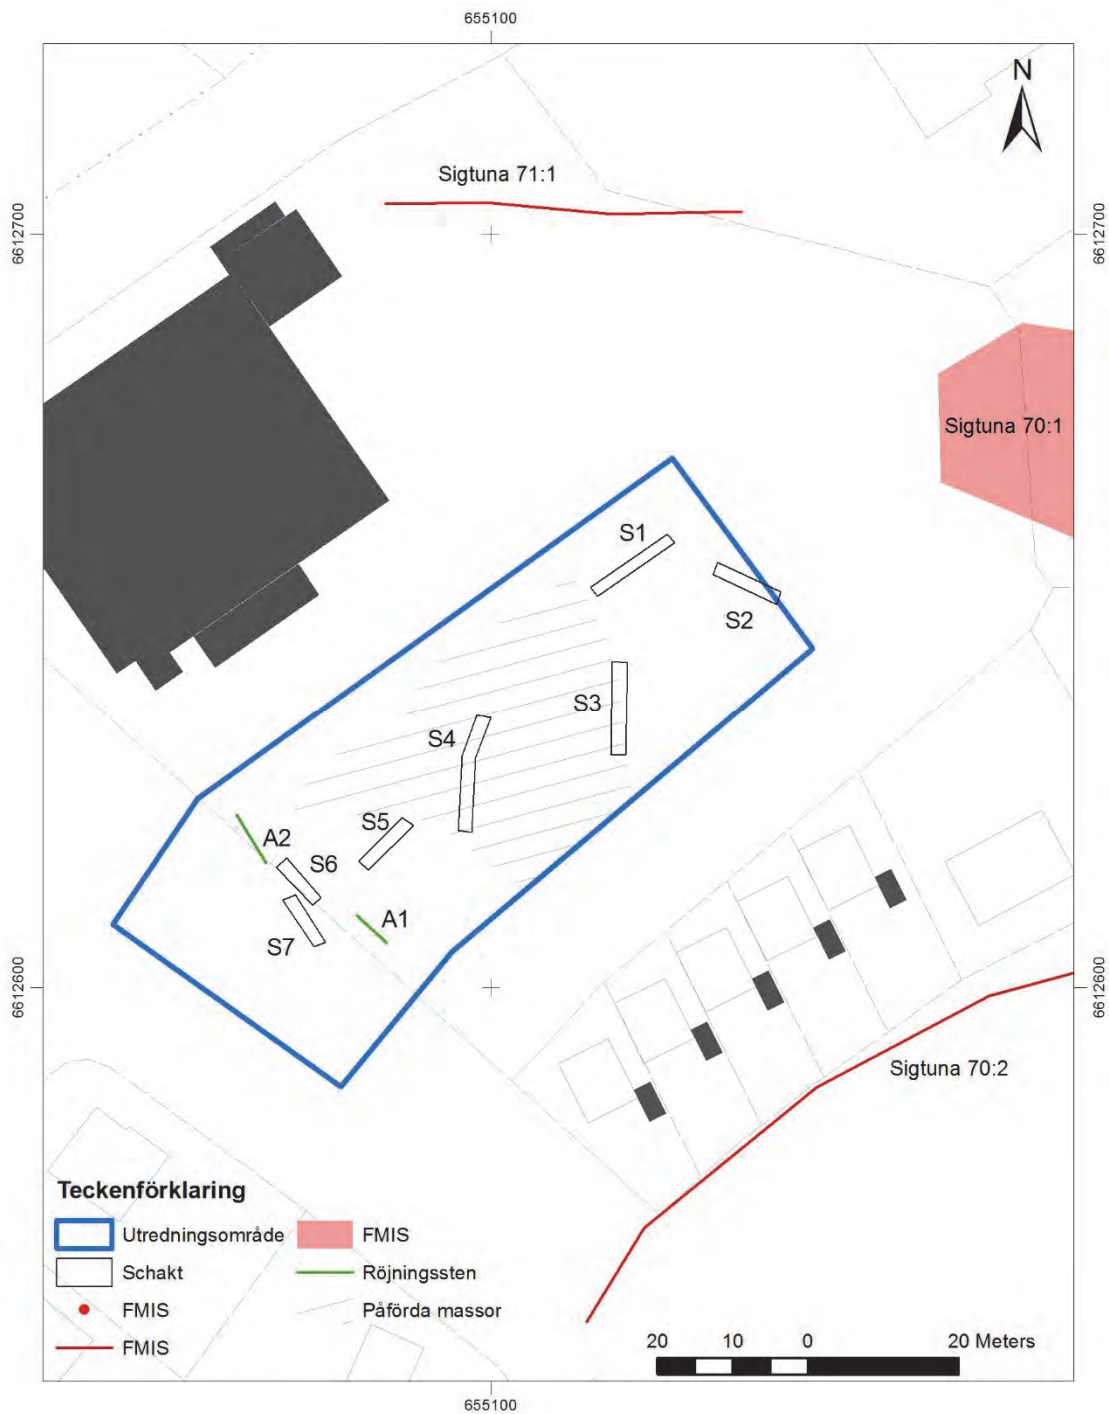 655100
N
Sigtuna 71:1
6612700
6612700
Sigtuna 70:1
S1
S2
S3
S4
S5
A2
S6
A1
S7
6612600
6612600
Sigtuna 70:2
Teckenförklaring
Utredningsområde
FMIS
Schakt
Röjningssten
FMIS
Påförda massor
FMIS
20 10 0 20 Meters
655100